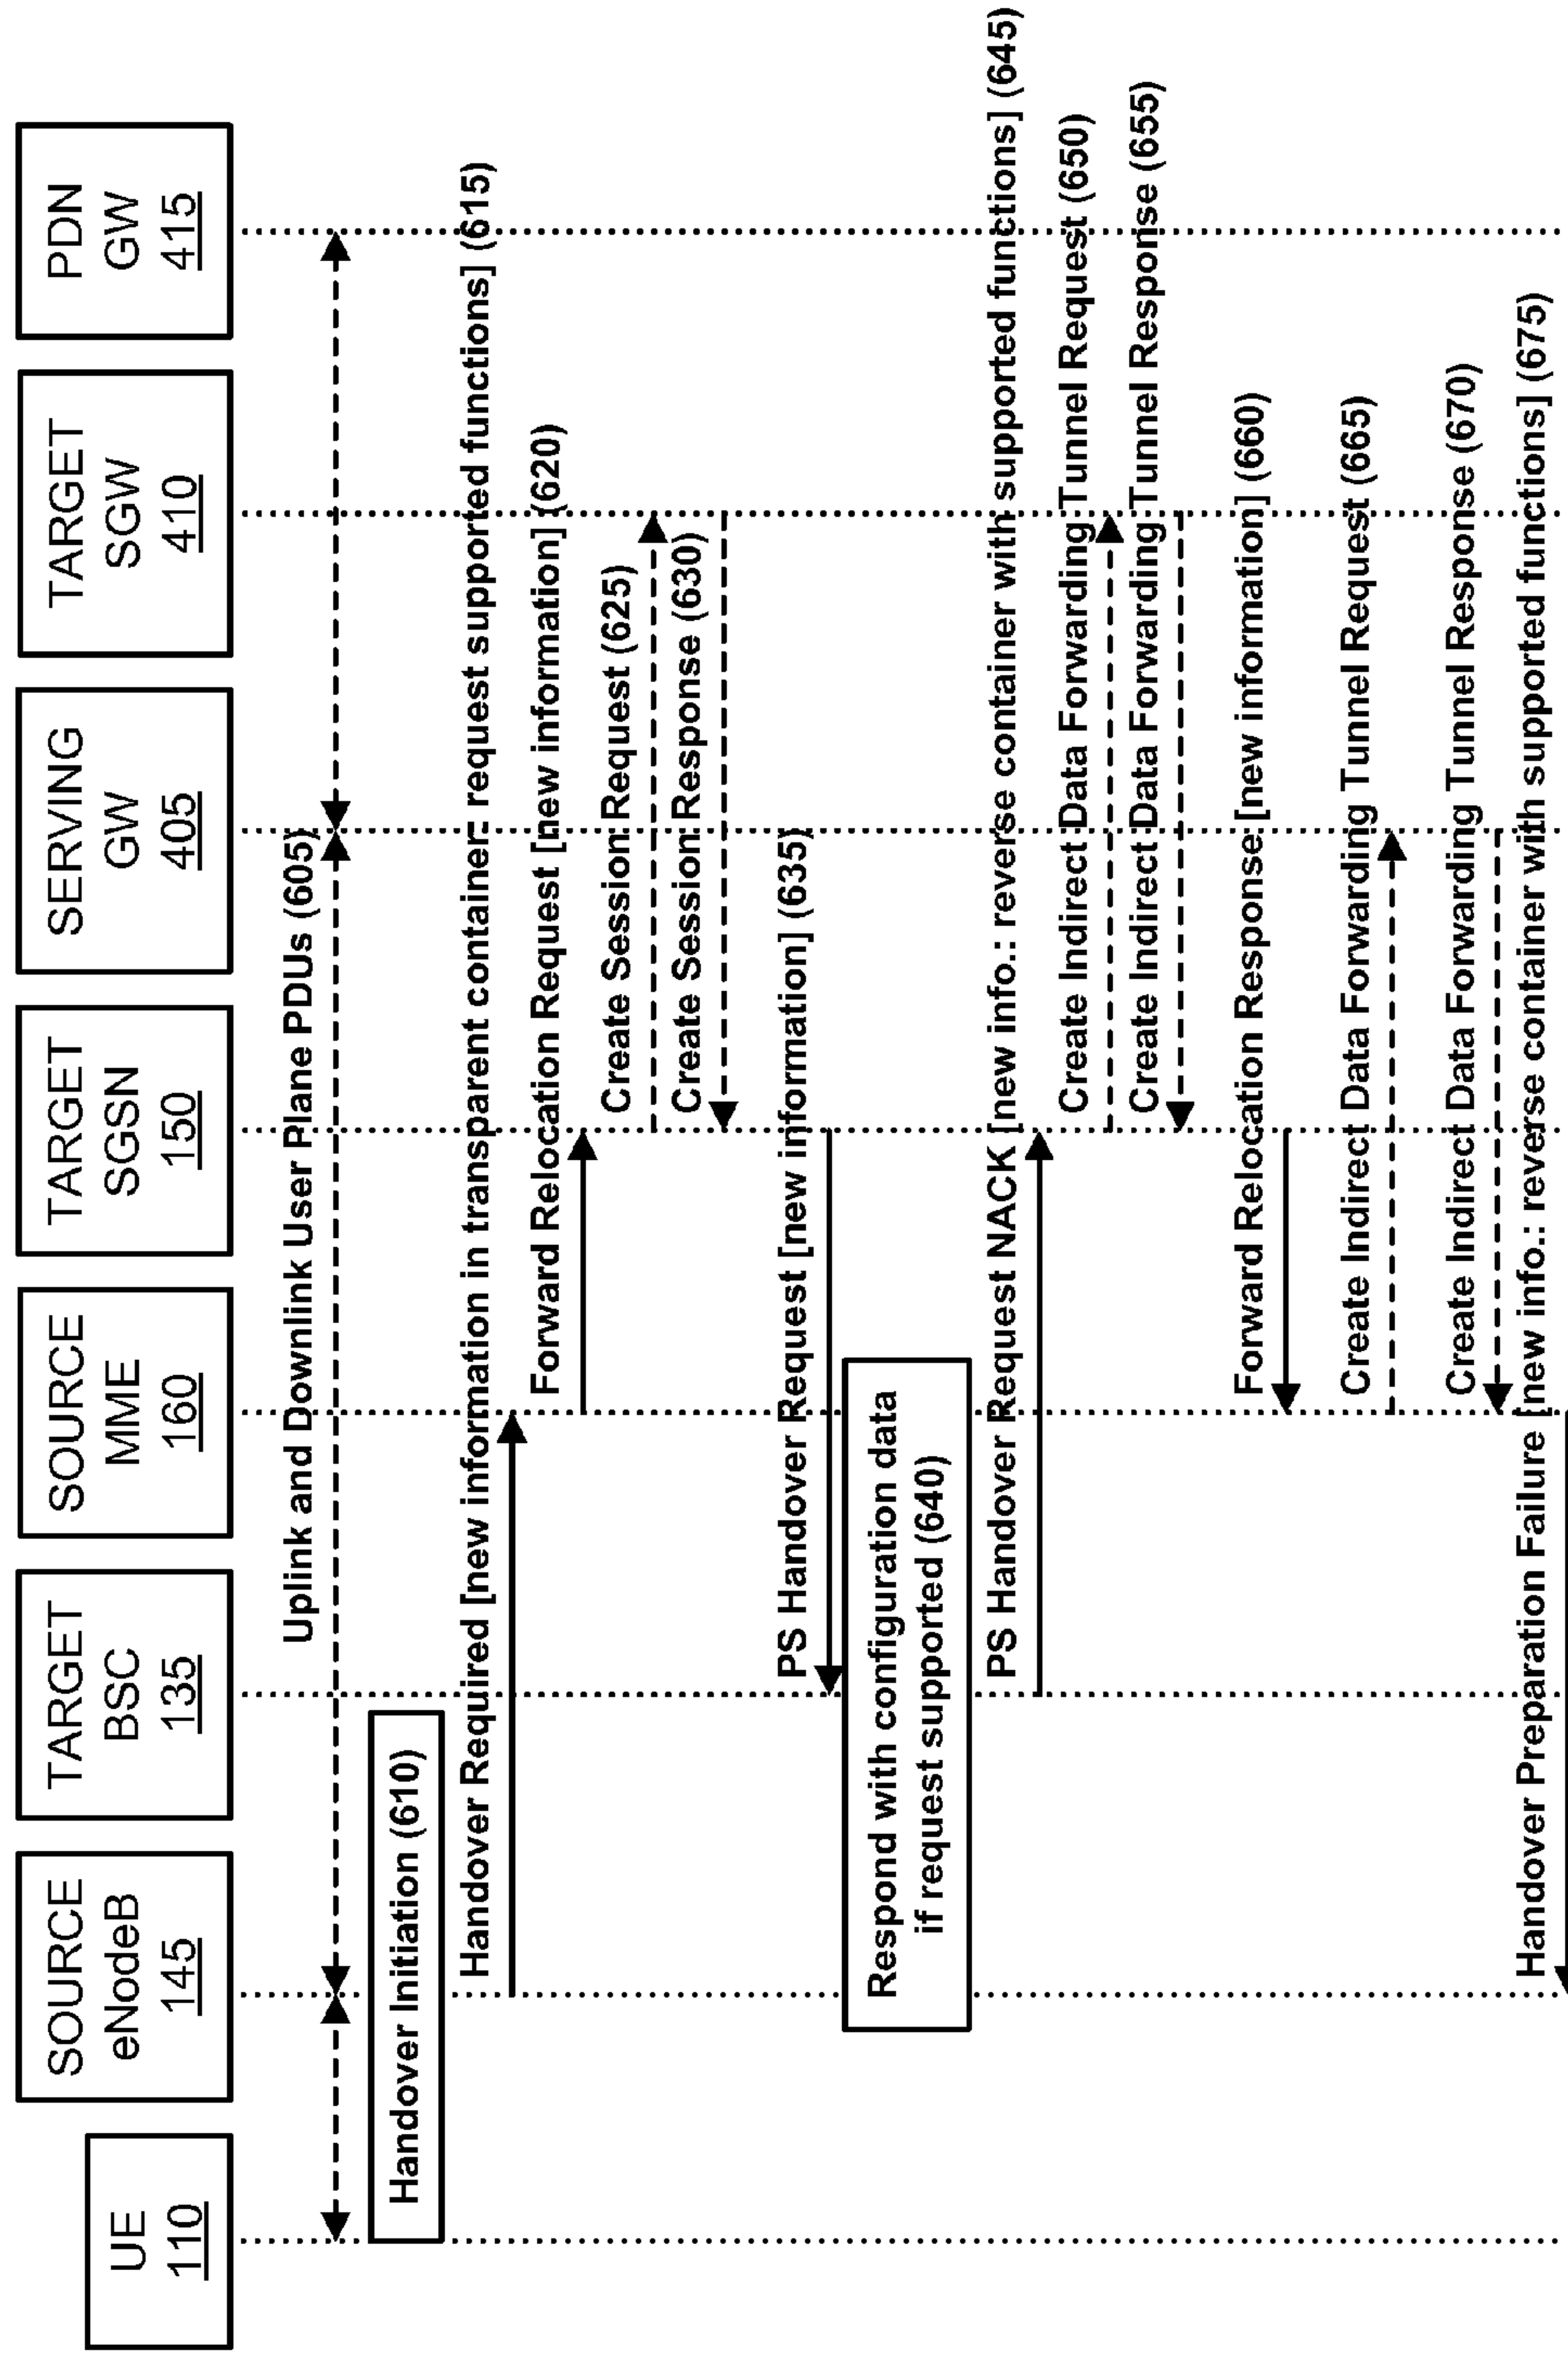 UE
110
SOURCE
eNodeB
145
TARGET
BSC
135
SOURCE
MME
160
TARGET
SGSN
150
SERVING
GW
405
TARGET
SGW
410
PDN
GW
415
Uplink and Downlink User Plane PDUs (605)
Handover Initiation (610)
Handover Required [new information in transparent container: request supported functions] (615)
Forward Relocation Request [new information] (620)
Create Session Request (625)
Create Session Response (630)
PS Handover Request [new information] (635)
Respond with configuration data
if request supported (640)
PS Handover Request NACK [new info.: reverse container with supported functions] (645)
Create Indirect Data Forwarding Tunnel Request (650)
Create Indirect Data Forwarding Tunnel Response (655)
Forward Relocation Response [new information] (660)
Create Indirect Data Forwarding Tunnel Request (665)
Create Indirect Data Forwarding Tunnel Response (670)
Handover Preparation Failure [new info.: reverse container with supported functions] (675)